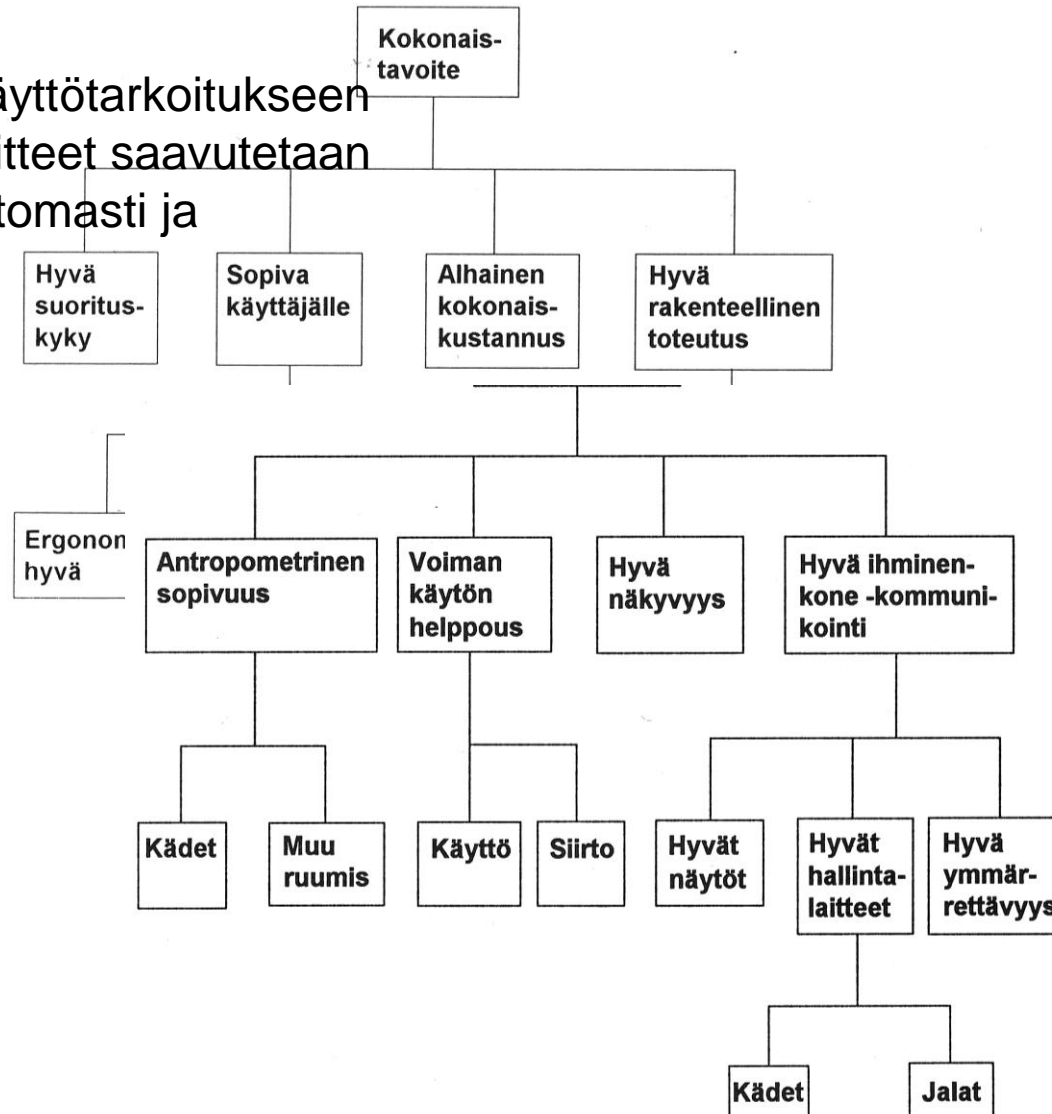 Kokonais-
tavoite
äyttötarkoitukseen
itteet saavutetaan
tomasti ja
Hyvä
suoritus-
kyky
Sopiva
käyttäjälle
Alhainen
kokonais-
kustannus
Hyvä
rakenteellinen
toteutus
Ergonom
hyvä
Antropometrinen
sopivuus
Voiman
käytön
helppous
Hyvä
näkyvyys
Hyvä ihminen-
kone -kommuni-
kointi
Kädet
Muu
ruumis
Käyttö
Siirto
Hyvät
näytöt
Hyvät
hallinta-
laitteet
Hyvä
ymmär-
rettävyys
Kädet
Jalat